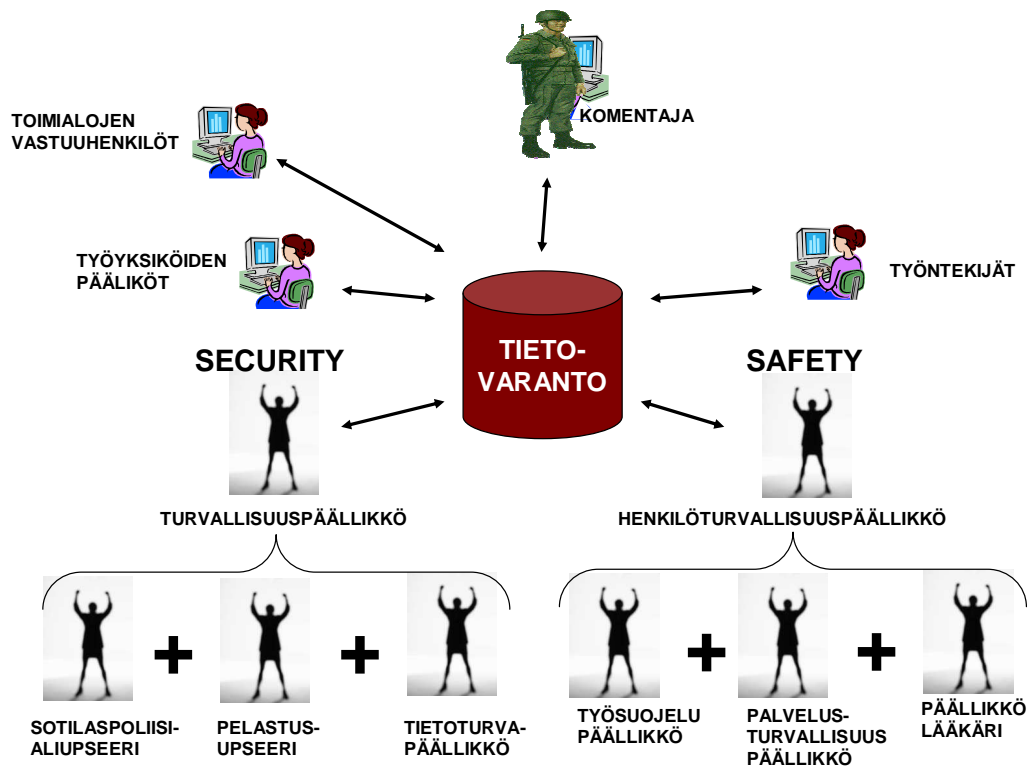 TOIMIALOJEN
VASTUUHENKILÖT
KOMENTAJA
TYÖYKSIKÖIDEN
PÄÄLIKÖT
TYÖNTEKIJÄT
TIETO-
VARANTO
SECURITY
SAFETY
TURVALLISUUSPÄÄLLIKKÖ
HENKILÖTURVALLISUUSPÄÄLLIKKÖ
+
+
+
+
SOTILASPOLIISI-
ALIUPSEERI
PELASTUS-
UPSEERI
TIETOTURVA-
PÄÄLLIKKÖ
TYÖSUOJELU
PÄÄLLIKKÖ
PALVELUS-
TURVALLISUUS
PÄÄLLIKKÖ
PÄÄLLIKKÖ
LÄÄKÄRI